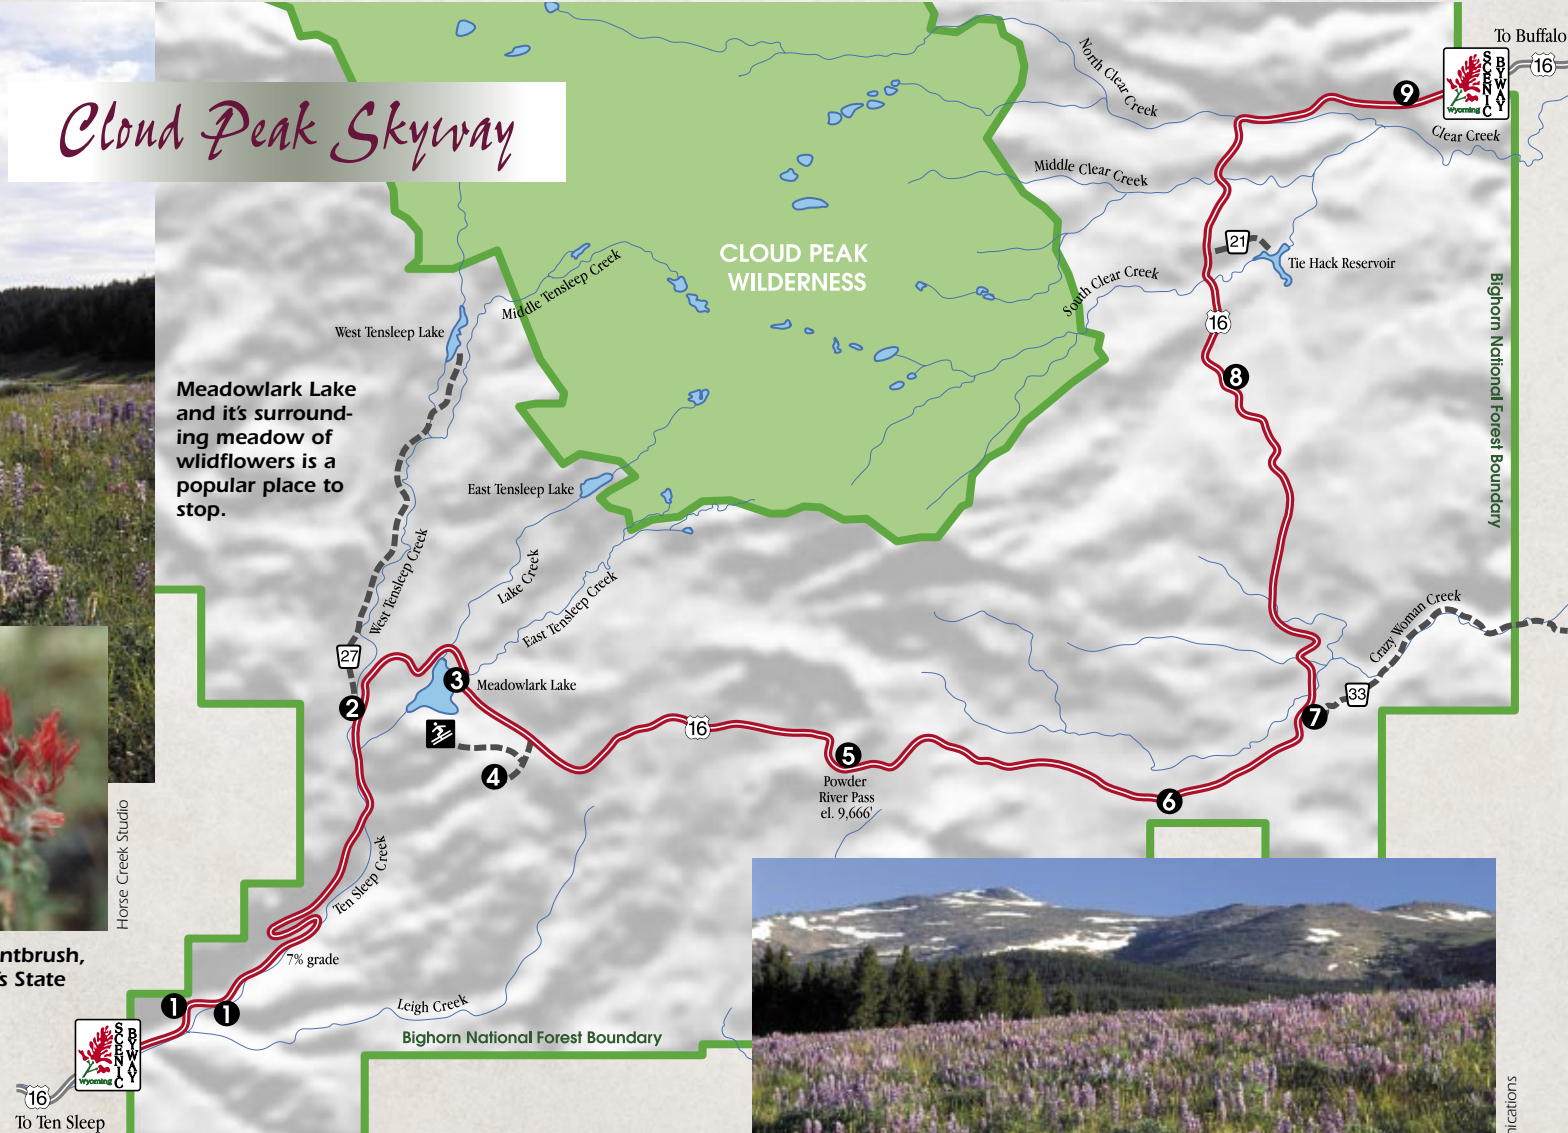 Cloud Peak Skyway
To Buffalo
16
SCENIC
BYWAY
Wyoming
9
North Clear Creek
Clear Creek
Middle Clear Creek
CLOUD PEAK
WILDERNESS
21
Tie Hack Reservoir
South Clear Creek
Middle Tensleep Creek
West Tensleep Lake
16
8
Bighorn National Forest Boundary
Meadowlark Lake
and it's surround-
ing meadow of
wlidflowers is a
popular place to
stop.
East Tensleep Lake
West Tensleep Creek
Lake Creek
East Tensleep Creek
Crazy Woman Creek
27
2
3
Meadowlark Lake
33
7
16
4
5
Powder
River Pass
el. 9,666'
6
Horse Creek Studio
Ten Sleep Creek
ntbrush,
s State
7% grade
1
1
Leigh Creek
Bighorn National Forest Boundary
SCENIC
BYWAY
Wyoming
16
To Ten Sleep
ications